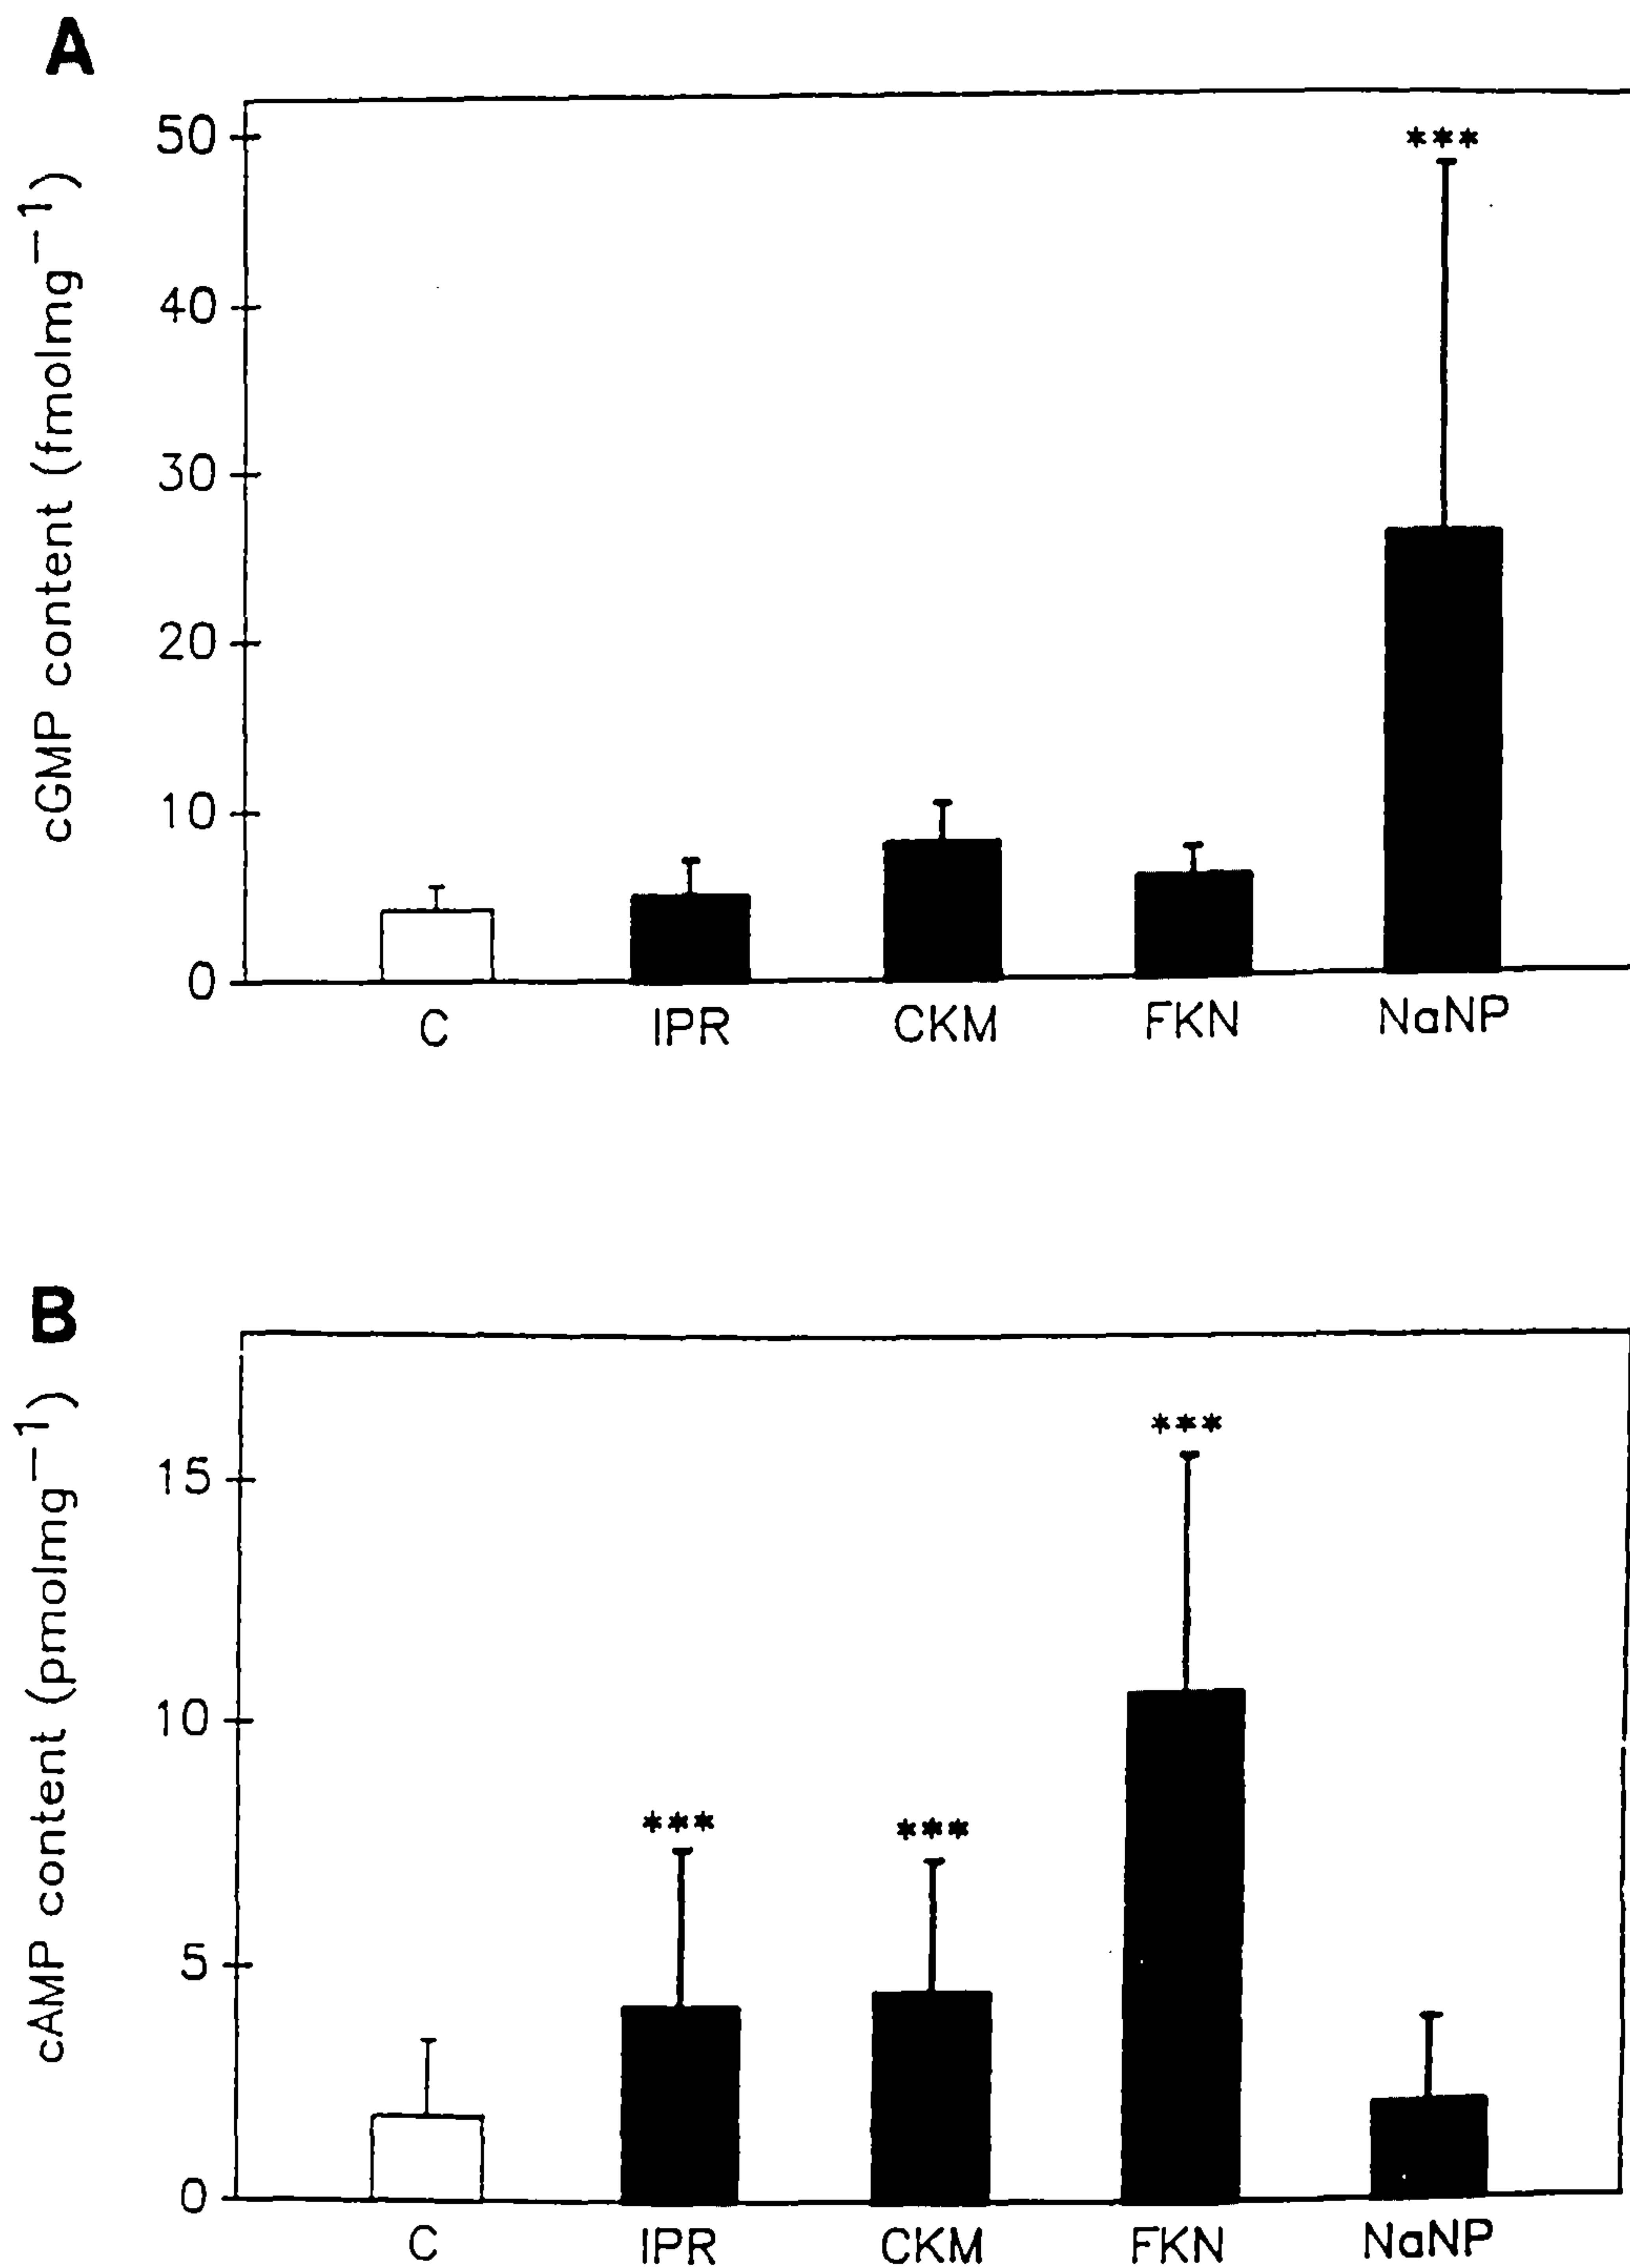 A
cGMP content (fmolmg⁻¹)
50
40
30
20
10
0
***
C IPR CKM FKN NaNP
B
cAMP content (pmolmg⁻¹)
15
10
5
0
*** *** ***
C IPR CKM FKN NaNP